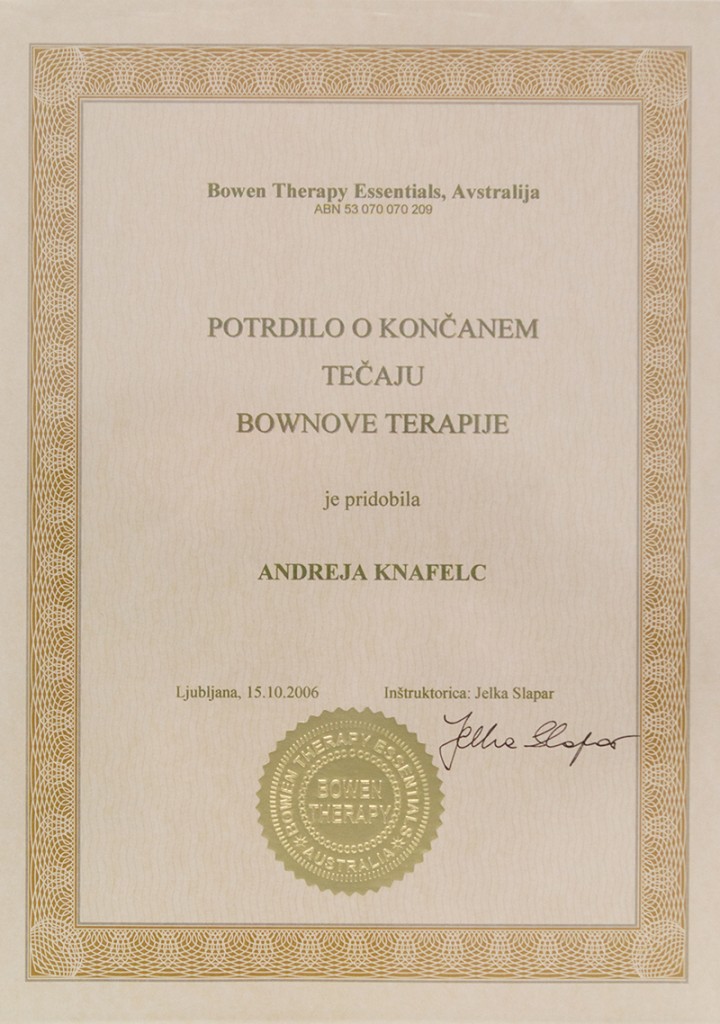 Bowen Therapy Essentials, Avstralija
ABN 53 070 070 209
POTRDILO O KONČANEM
TEČAJU
BOWNOVE TERAPIJE
je pridobila
ANDREJA KNAFELC
Ljubljana, 15.10.2006
Inštruktorica: Jelka Slapar
Jelka Slapar
BOWEN THERAPY ESSENTIALS
BOWEN
THERAPY
AUSTRALIA